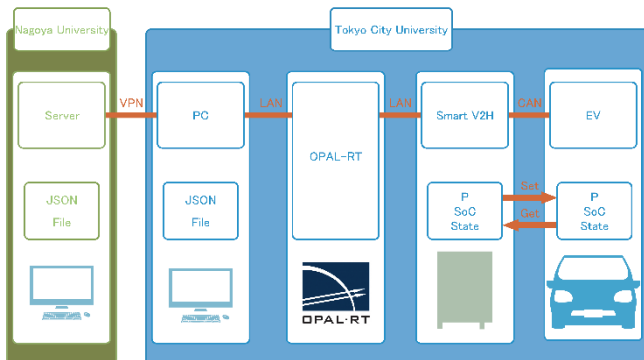 Nagoya University
Tokyo City University
Server
VPN
PC
LAN
OPAL-RT
LAN
Smart V2H
CAN
EV
JSON
File
JSON
File
P
SoC
State
Set
Get
P
SoC
State
OPAL-RT